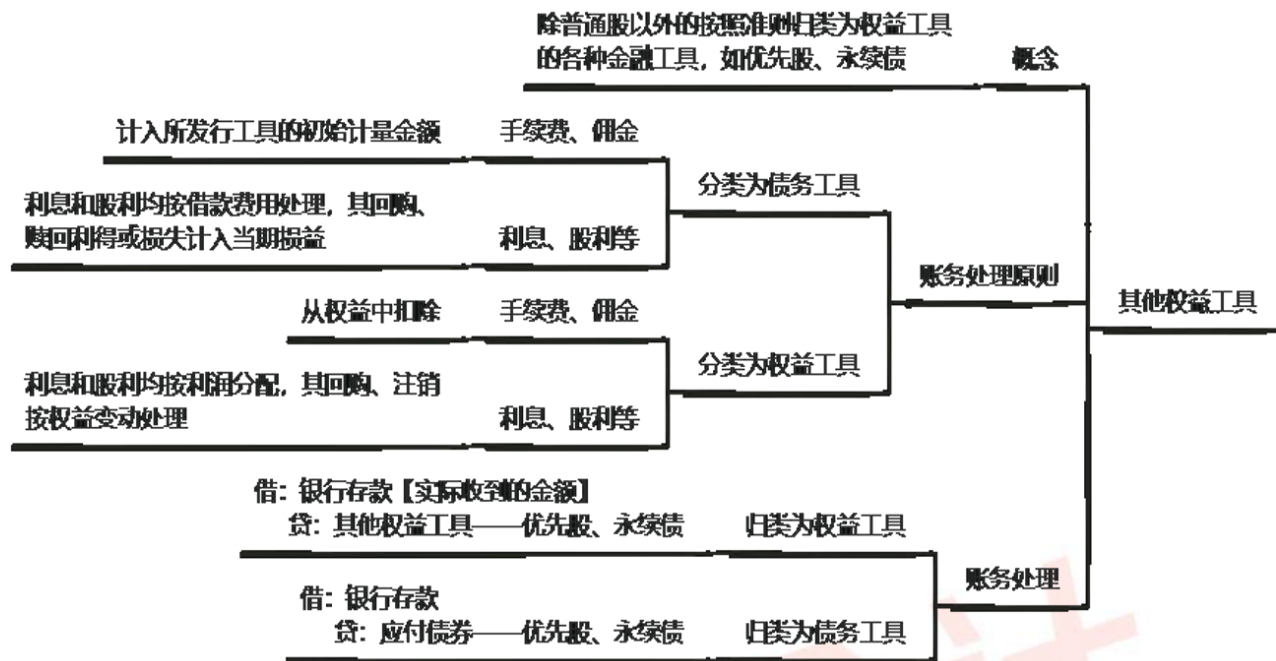 除普通股以外的按照准则归类为权益工具
的各种金融工具，如优先股、永续债
概念
计入所发行工具的初始计量金额
手续费、佣金
分类为债务工具
利息和股利均按借款费用处理，其回购、
赎回利得或损失计入当期损益
利息、股利等
账务处理原则
其他权益工具
从权益中扣除
手续费、佣金
分类为权益工具
利息和股利均按利润分配，其回购、注销
按权益变动处理
利息、股利等
借：银行存款【实际收到的金额】
贷：其他权益工具——优先股、永续债
归类为权益工具
账务处理
借：银行存款
贷：应付债券——优先股、永续债
归类为债务工具